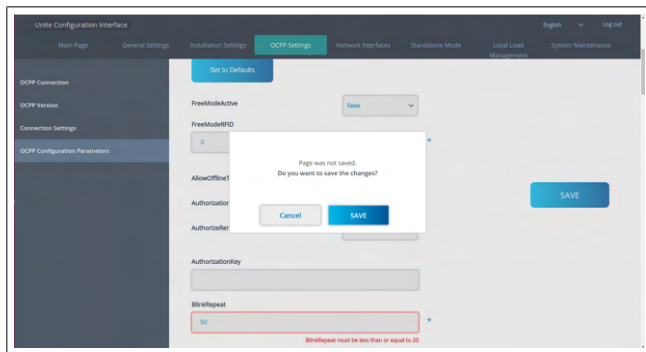 Unite Configuration Interface
English
Log out
Main Page
General Settings
Installation Settings
OCPP Settings
Network Interfaces
Standalone Mode
Local Load
Management
System Maintenance
Set to Defaults
OCPP Connection
OCPP Version
Connection Settings
OCPP Configuration Parameters
FreeModeActive
False
FreeModeRFID
0
*
Page was not saved.
Do you want to save the changes?
Cancel
SAVE
AllowOfflineT
Authorization
AuthorizeRer
SAVE
AuthorizationKey
BlinkRepeat
50
*
BlinkRepeat must be less than or equal to 20